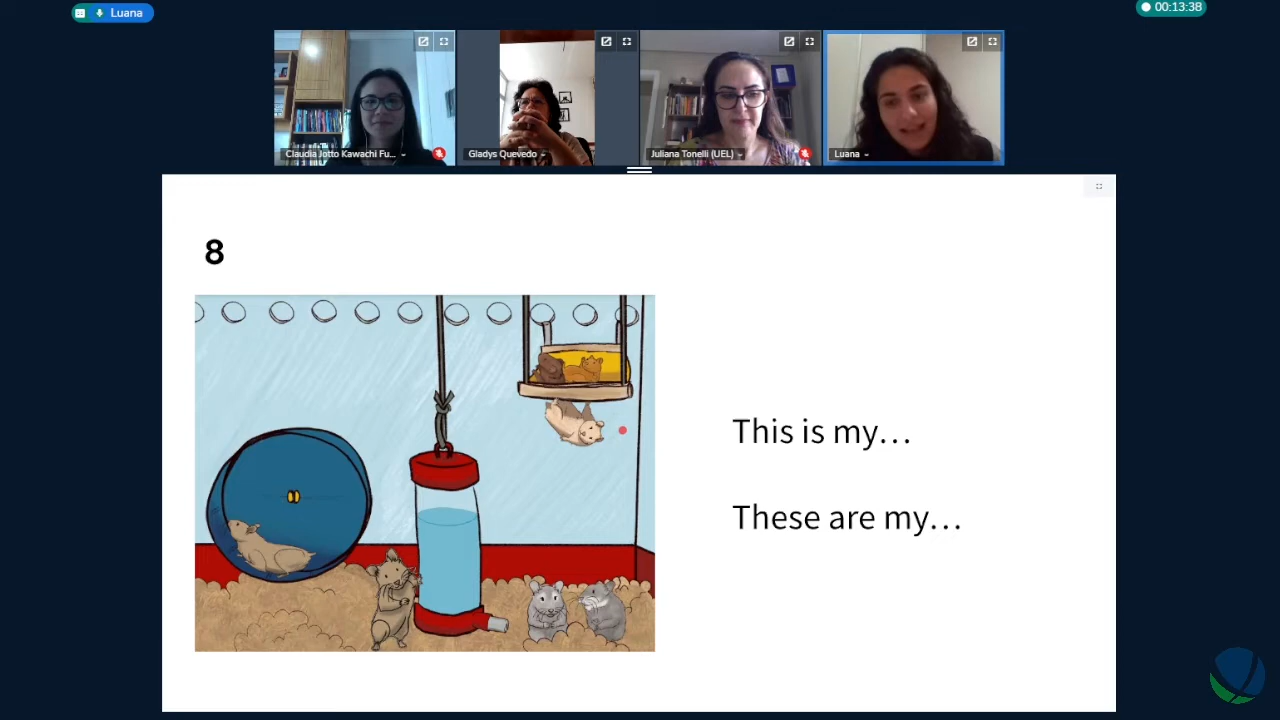 Luana
00:13:38
Claudia Jotto Kawachi Fu...
Gladys Quevedo
Juliana Tonelli (UEL)
Luana
8
This is my...
These are my...